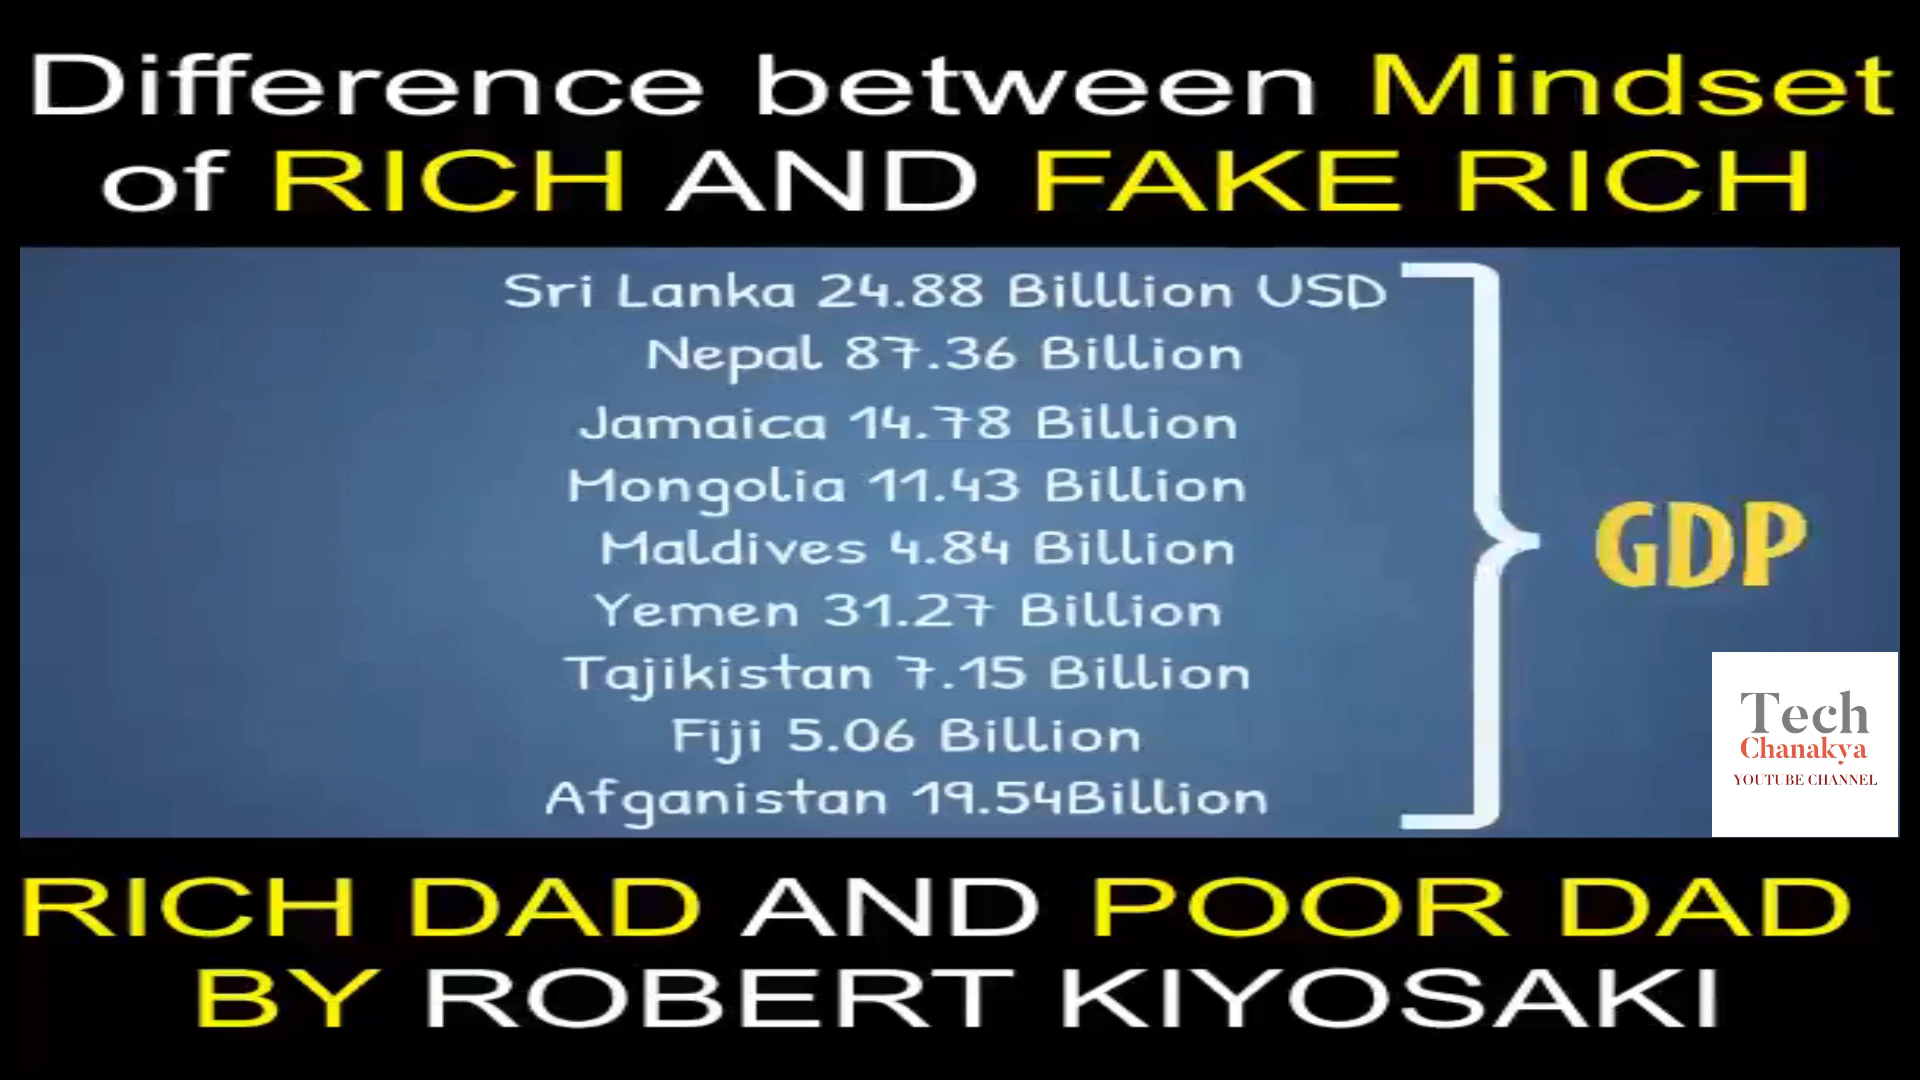 Difference between Mindset
of RICH AND FAKE RICH
Sri Lanka 24.88 Billlion USD
Nepal 87.36 Billion
Jamaica 14.78 Billion
Mongolia 11.43 Billion
Maldives 4.84 Billion
Yemen 31.27 Billion
Tajikistan 7.15 Billion
Fiji 5.06 Billion
Afganistan 19.54Billion
GDP
Tech
Chanakya
YOUTUBE CHANNEL
RICH DAD AND POOR DAD
BY ROBERT KIYOSAKI